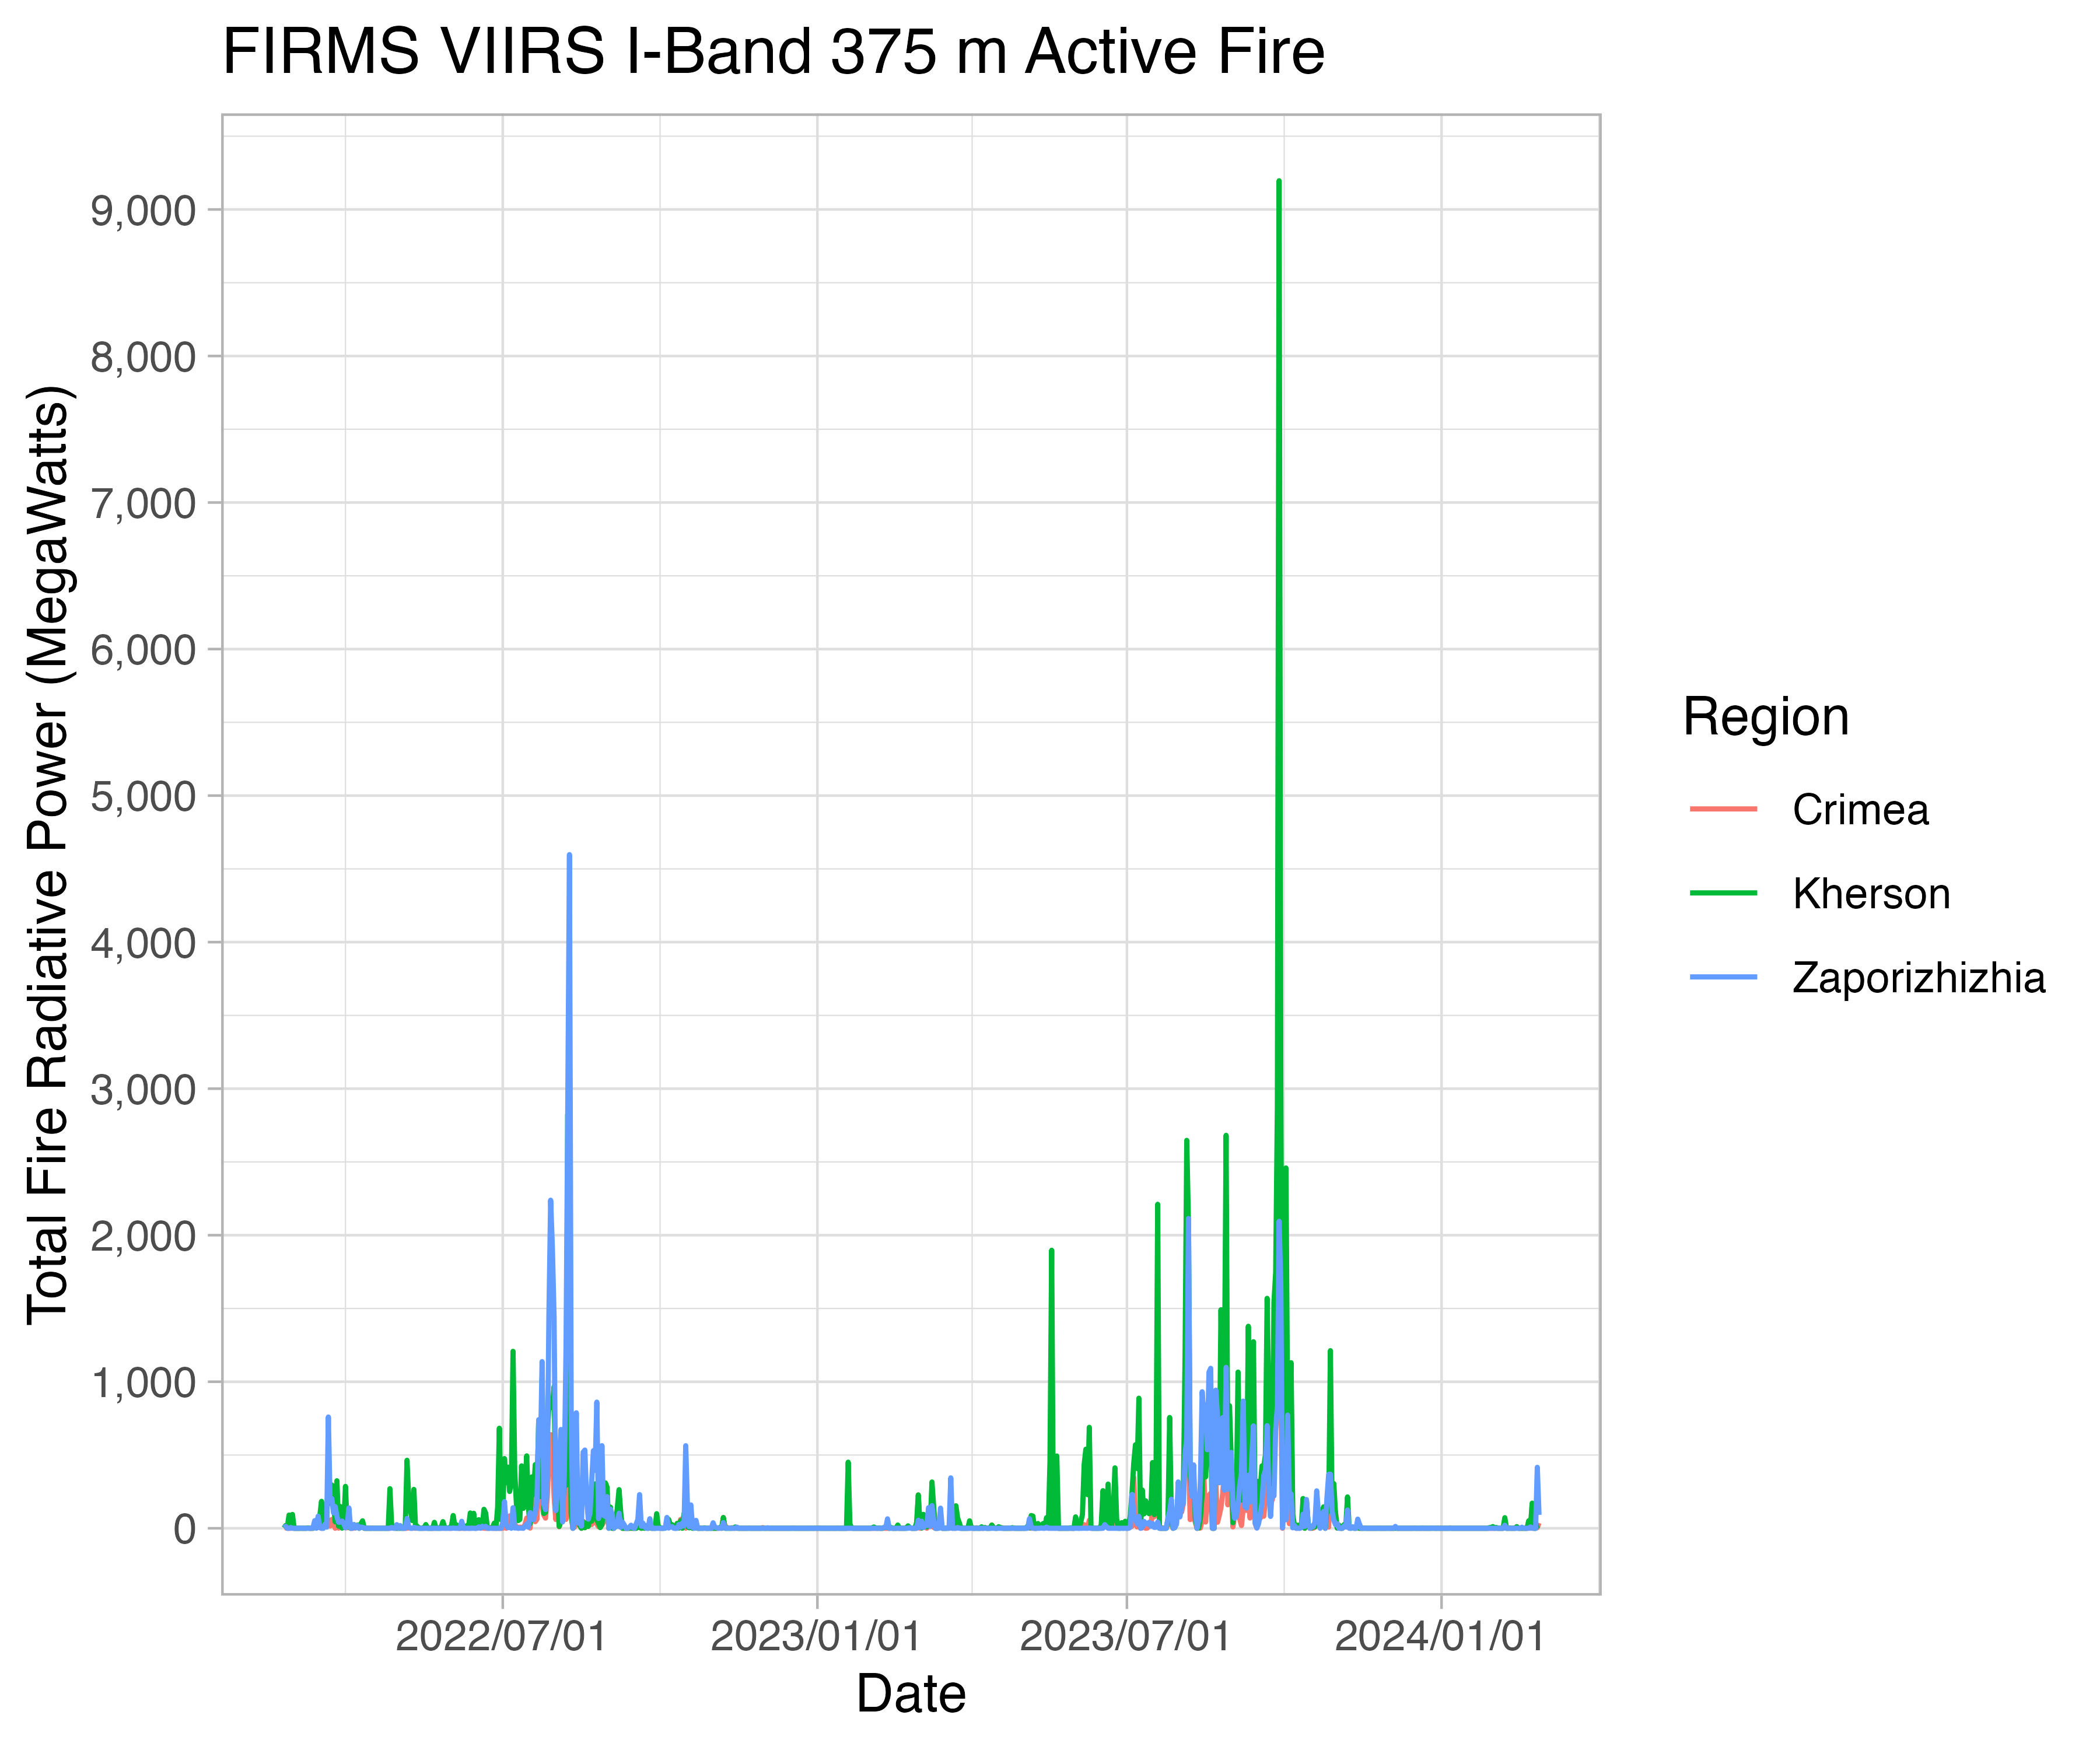 FIRMS VIIRS I-Band 375 m Active Fire
Total Fire Radiative Power (MegaWatts)
9,000
8,000
7,000
6,000
5,000
4,000
3,000
2,000
1,000
0
2022/07/01 2023/01/01 2023/07/01 2024/01/01
Date
Region
Crimea
Kherson
Zaporizhizhia